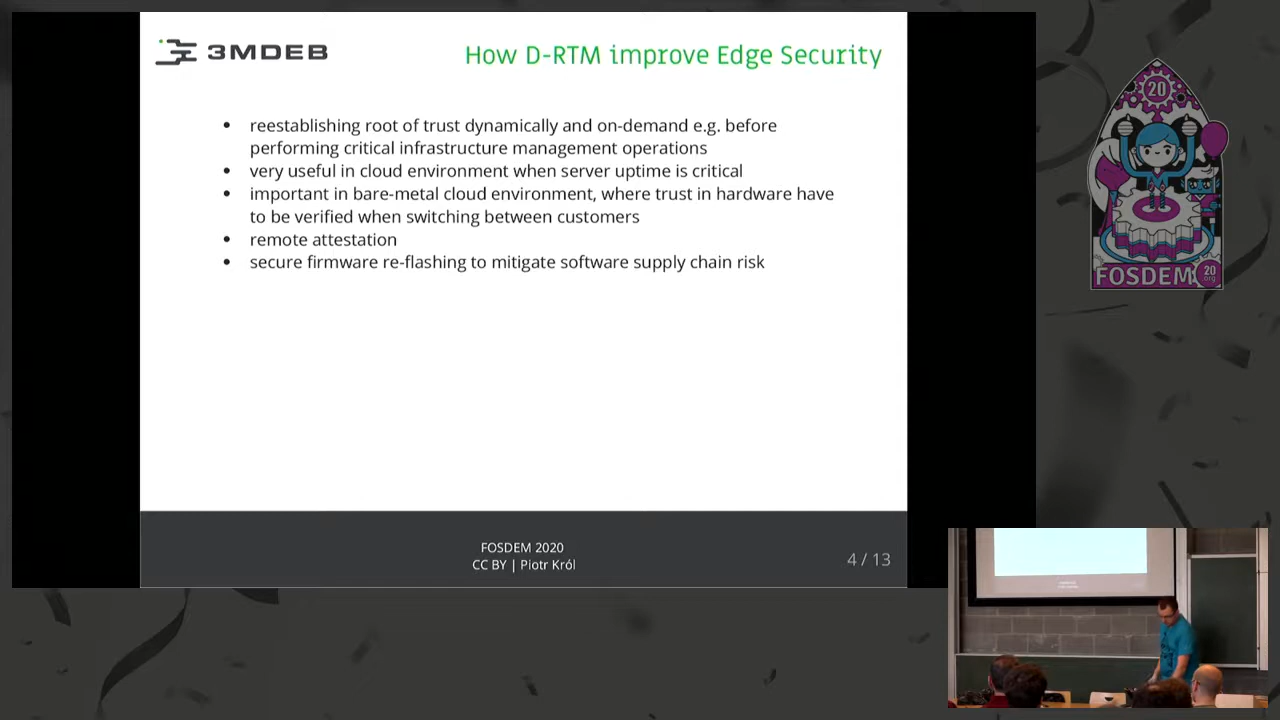 3MDEB
How D-RTM improve Edge Security
• reestablishing root of trust dynamically and on-demand e.g. before
performing critical infrastructure management operations
• very useful in cloud environment when server uptime is critical
• important in bare-metal cloud environment, where trust in hardware have
to be verified when switching between customers
• remote attestation
• secure firmware re-flashing to mitigate software supply chain risk
FOSDEM 2020
CC BY | Piotr Król
4 / 13
20
FOSDEM
20
.org